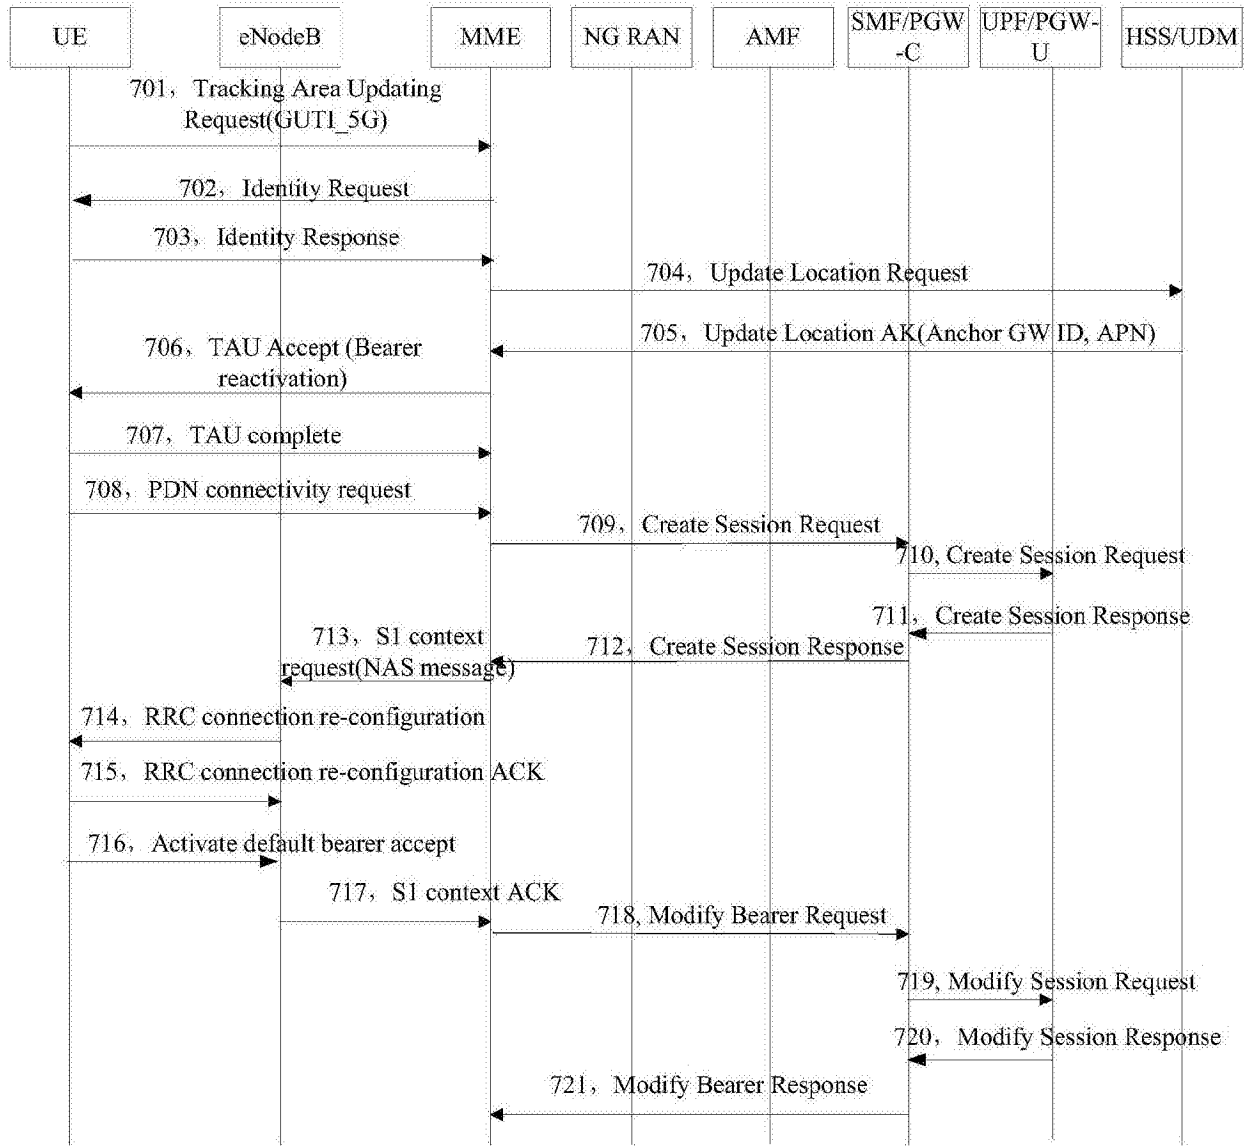 UE
eNodeB
MME
NG RAN
AMF
SMF/PGW
-C
UPF/PGW-
U
HSS/UDM
701，Tracking Area Updating
Request(GUTI_5G)
702，Identity Request
703，Identity Response
704，Update Location Request
705，Update Location AK(Anchor GW ID, APN)
706，TAU Accept (Bearer
reactivation)
707，TAU complete
708，PDN connectivity request
709，Create Session Request
710, Create Session Request
711，Create Session Response
712，Create Session Response
713，S1 context
request(NAS message)
714，RRC connection re-configuration
715，RRC connection re-configuration ACK
716，Activate default bearer accept
717，S1 context ACK
718, Modify Bearer Request
719, Modify Session Request
720，Modify Session Response
721，Modify Bearer Response